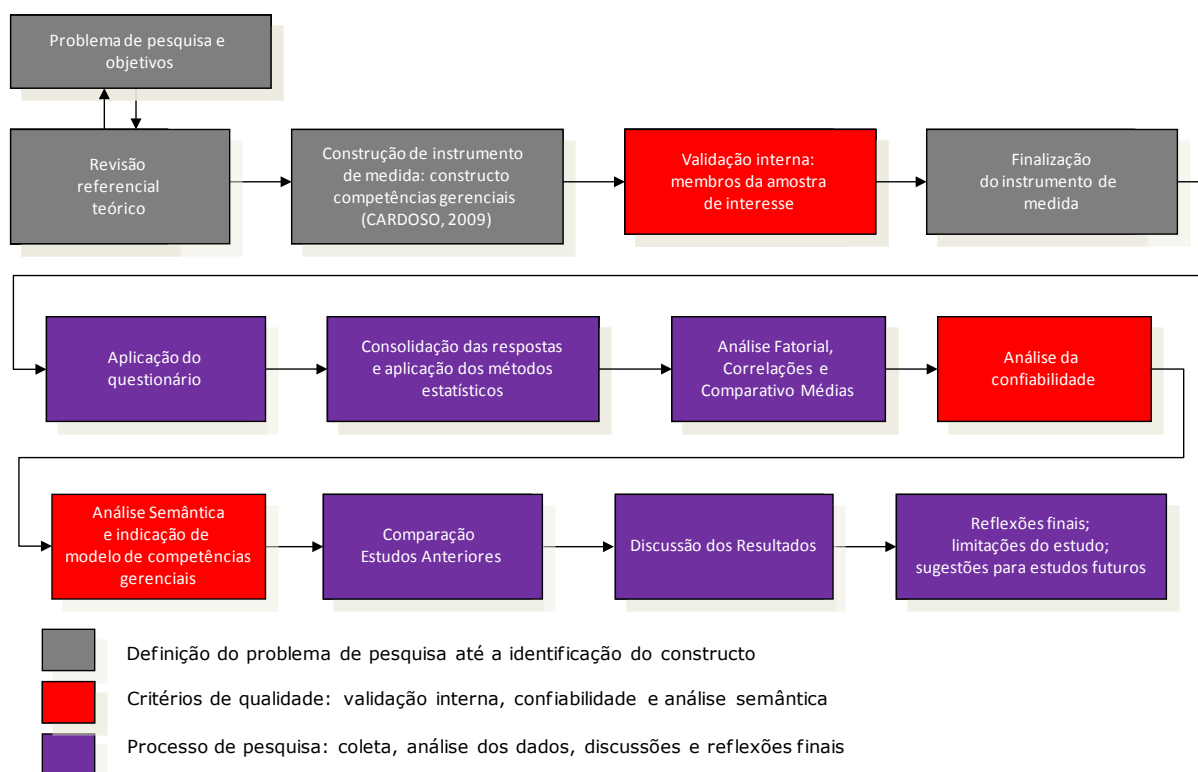 Problema de pesquisa e
objetivos
Revisão
referencial
teórico
Construção de instrumento
de medida: constructo
competências gerenciais
(CARDOSO, 2009)
Validação interna:
membros da amostra
de interesse
Finalização
do instrumento de
medida
Aplicação do
questionário
Consolidação das respostas
e aplicação dos métodos
estatísticos
Análise Fatorial,
Correlações e
Comparativo Médias
Análise da
confiabilidade
Análise Semântica
e indicação de
modelo de competências
gerenciais
Comparação
Estudos Anteriores
Discussão dos Resultados
Reflexões finais;
limitações do estudo;
sugestões para estudos futuros
Definição do problema de pesquisa até a identificação do constructo
Critérios de qualidade: validação interna, confiabilidade e análise semântica
Processo de pesquisa: coleta, análise dos dados, discussões e reflexões finais